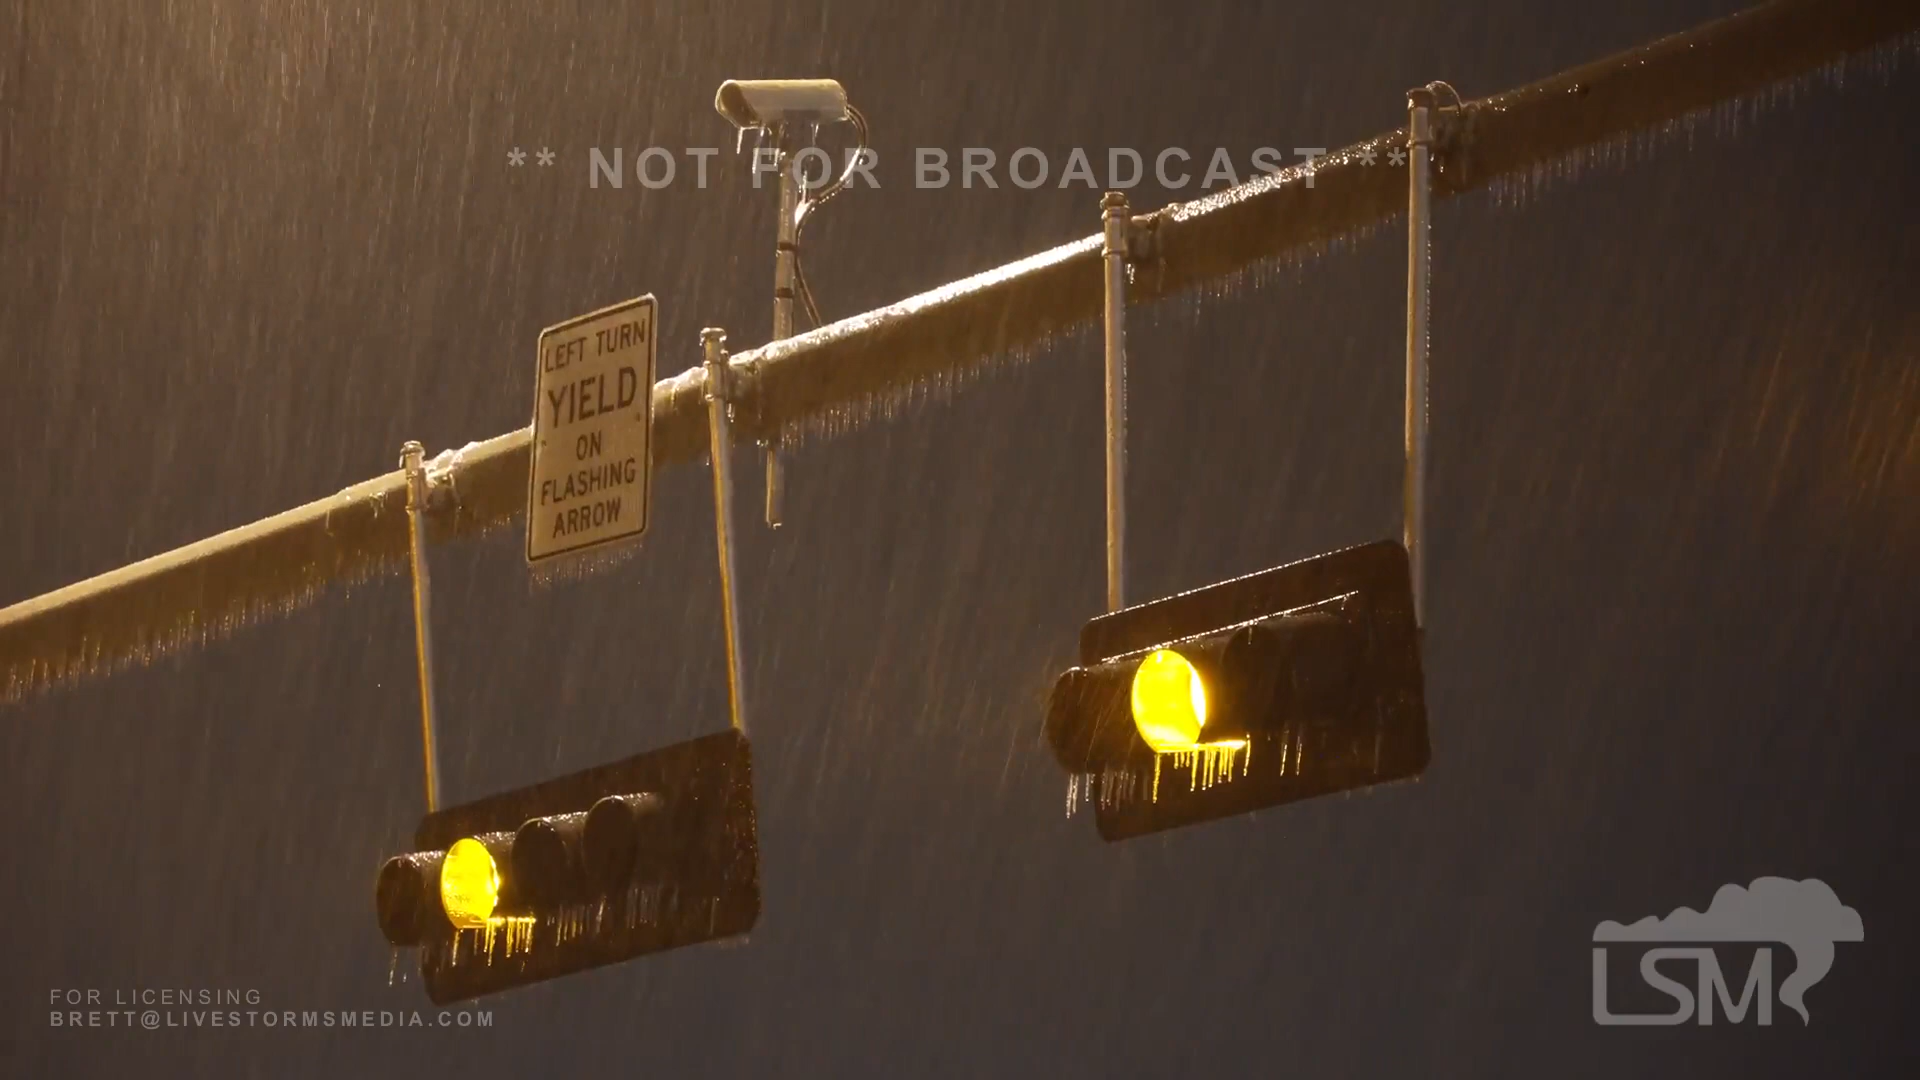 ** NOT FOR BROADCAST **
LEFT TURN
YIELD
ON
FLASHING
ARROW
FOR LICENSING
BRETT@LIVESTORMSMEDIA.COM
LSM